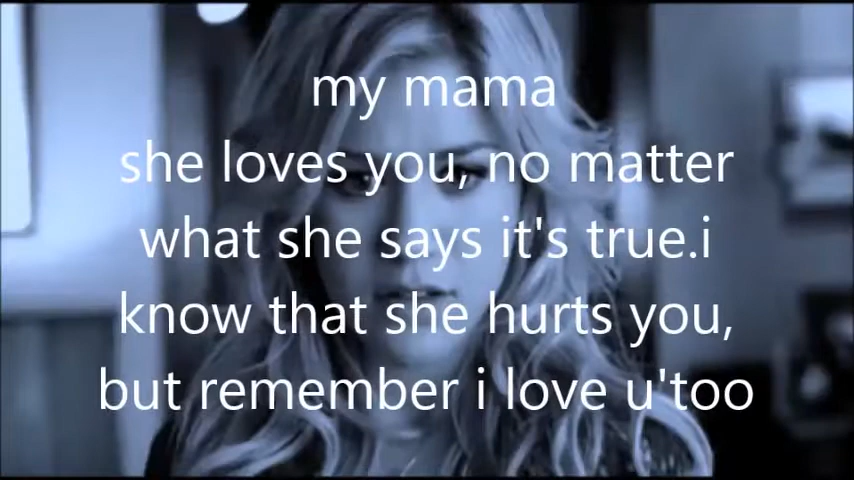 my mama
she loves you, no matter
what she says it's true.i
know that she hurts you,
but remember i love u'too